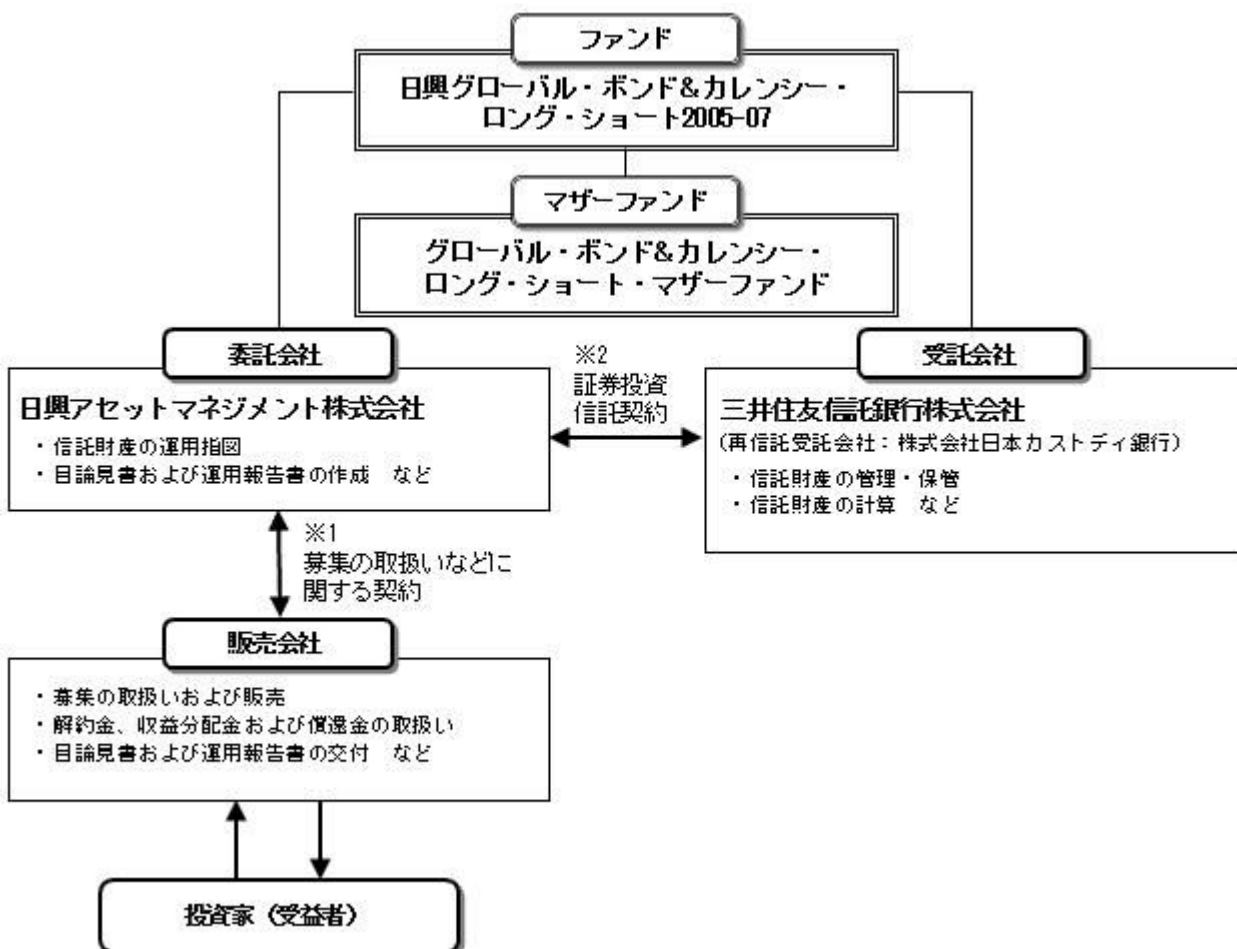 ファンド
日興グローバル・ボンド&カレンシー・
ロング・ショート2005-07
マザーファンド
グローバル・ボンド&カレンシー・
ロング・ショート・マザーファンド
委託会社
日興アセットマネジメント株式会社
・信託財産の運用指図
・目論見書および運用報告書の作成 など
※2
証券投資
信託契約
受託会社
三井住友信託銀行株式会社
(再信託受託会社:株式会社日本カストディ銀行)
・信託財産の管理・保管
・信託財産の計算 など
※1
募集の取扱いなどに
関する契約
販売会社
・募集の取扱いおよび販売
・解約金、収益分配金および償還金の取扱い
・目論見書および運用報告書の交付 など
投資家(受益者)